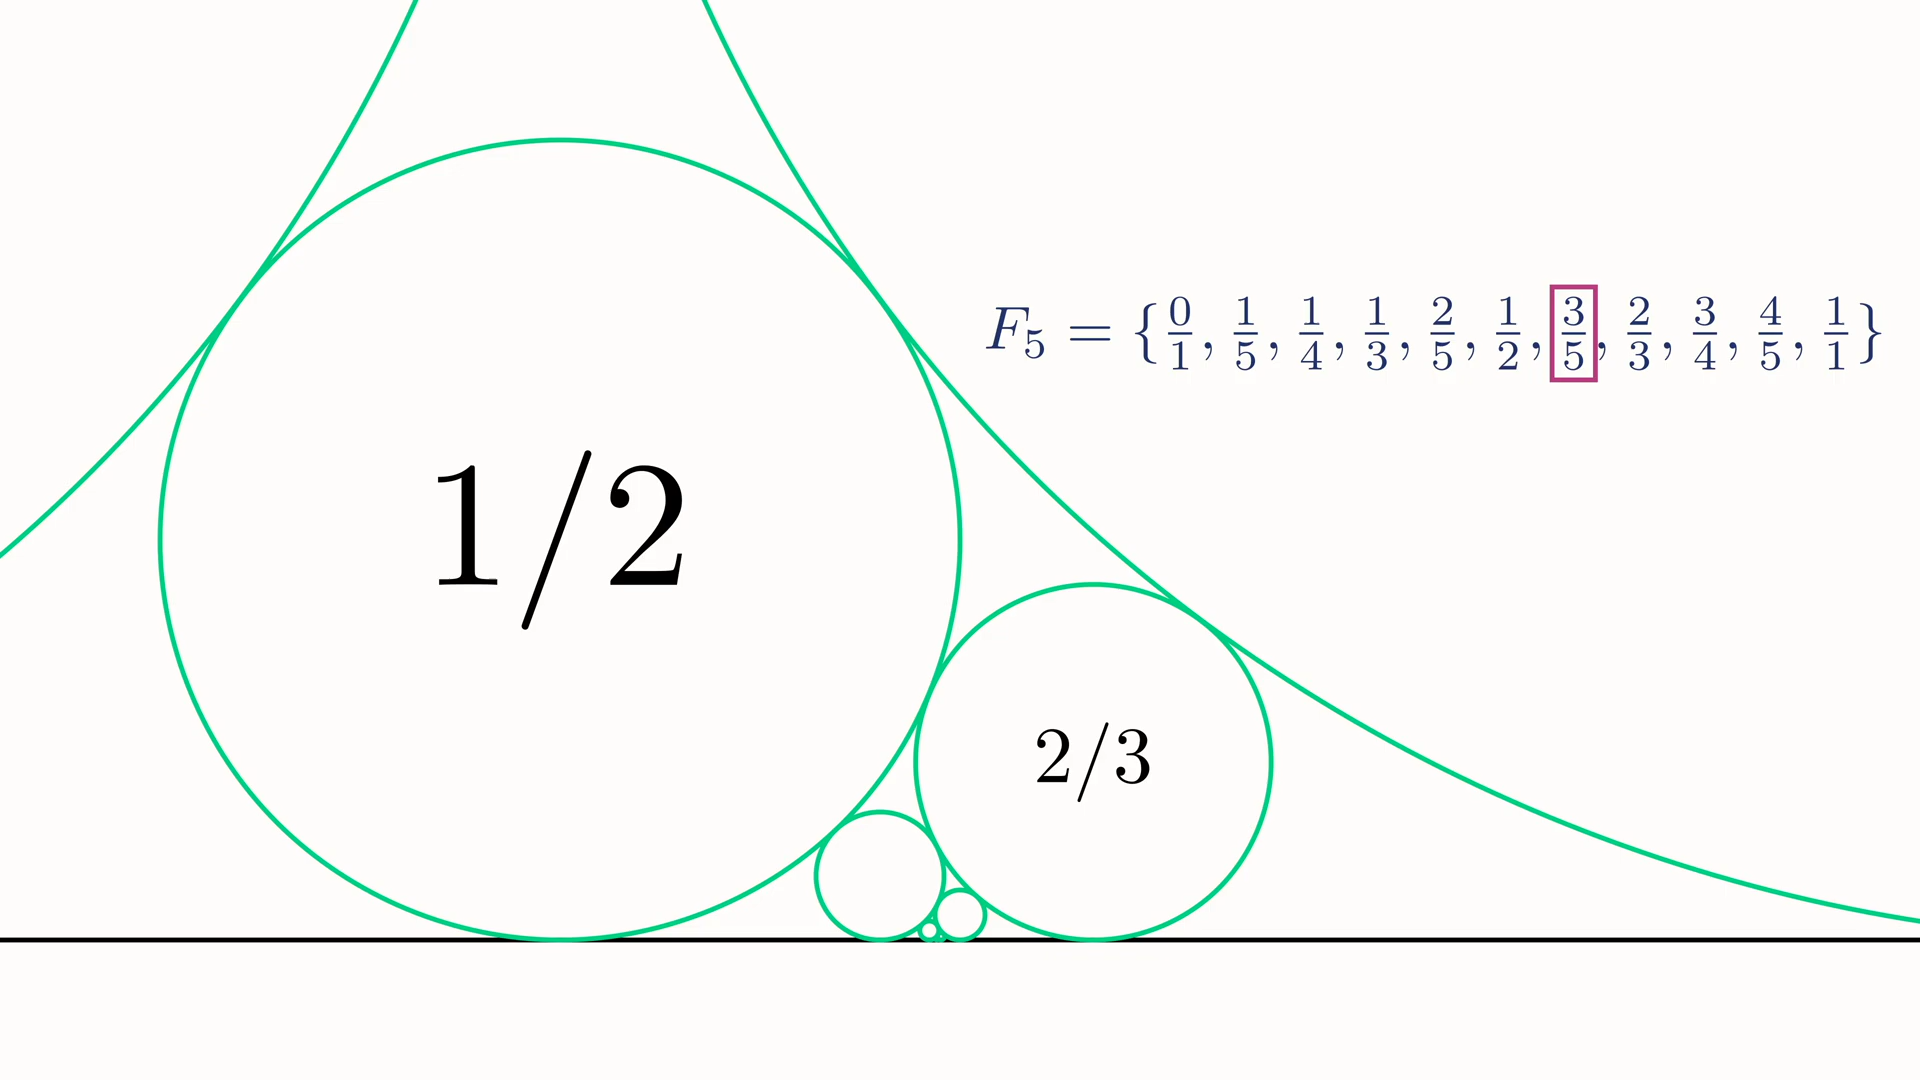 F₅ = {0/1, 1/5, 1/4, 1/3, 2/5, 1/2, 3/5, 2/3, 3/4, 4/5, 1/1}
1/2
2/3